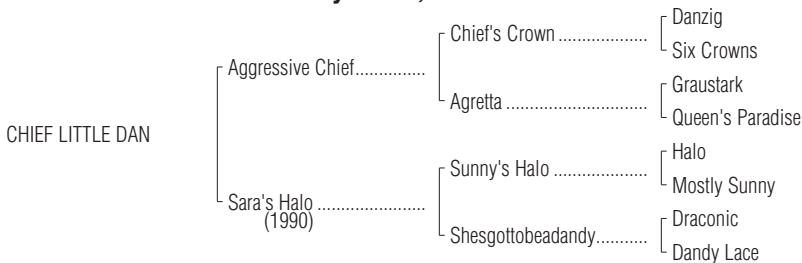 Danzig
Chief's Crown ....................
Six Crowns
Aggressive Chief...............
Graustark
Agretta ................................
Queen's Paradise
CHIEF LITTLE DAN
Halo
Sunny's Halo .....................
Mostly Sunny
Sara's Halo ........................
(1990)
Draconic
Shesgottobeadandy...........
Dandy Lace